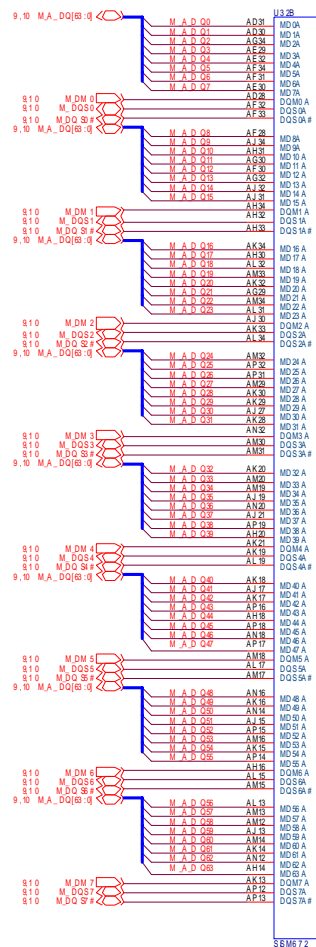 U32B
9,10 M_A_DQ[63:0]
M_A_DQ0 AD31 MD0A
M_A_DQ1 AD30 MD1A
M_A_DQ2 AG34 MD2A
M_A_DQ3 AE29 MD3A
M_A_DQ4 AE32 MD4A
M_A_DQ5 AF34 MD5A
M_A_DQ6 AF31 MD6A
M_A_DQ7 AE30 MD7A
9,10 M_DM0 AD28 DQM0A
9,10 M_DQS0 AF32 DQS0A
9,10 M_DQS0# AF33 DQS0A#
9,10 M_A_DQ[63:0]
M_A_DQ8 AF28 MD8A
M_A_DQ9 AJ34 MD9A
M_A_DQ10 AH31 MD10A
M_A_DQ11 AG30 MD11A
M_A_DQ12 AF30 MD12A
M_A_DQ13 AG32 MD13A
M_A_DQ14 AJ32 MD14A
M_A_DQ15 AJ31 MD15A
9,10 M_DM1 AH34 DQM1A
9,10 M_DQS1 AH32 DQS1A
9,10 M_DQS1# AH33 DQS1A#
9,10 M_A_DQ[63:0]
M_A_DQ16 AK34 MD16A
M_A_DQ17 AH30 MD17A
M_A_DQ18 AL32 MD18A
M_A_DQ19 AM33 MD19A
M_A_DQ20 AK32 MD20A
M_A_DQ21 AG29 MD21A
M_A_DQ22 AM34 MD22A
M_A_DQ23 AL31 MD23A
9,10 M_DM2 AJ30 DQM2A
9,10 M_DQS2 AK33 DQS2A
9,10 M_DQS2# AL34 DQS2A#
9,10 M_A_DQ[63:0]
M_A_DQ24 AM32 MD24A
M_A_DQ25 AP32 MD25A
M_A_DQ26 AP31 MD26A
M_A_DQ27 AM29 MD27A
M_A_DQ28 AK30 MD28A
M_A_DQ29 AK29 MD29A
M_A_DQ30 AJ27 MD30A
M_A_DQ31 AK28 MD31A
9,10 M_DM3 AN32 DQM3A
9,10 M_DQS3 AM30 DQS3A
9,10 M_DQS3# AM31 DQS3A#
9,10 M_A_DQ[63:0]
M_A_DQ32 AK20 MD32A
M_A_DQ33 AM20 MD33A
M_A_DQ34 AM19 MD34A
M_A_DQ35 AJ19 MD35A
M_A_DQ36 AN20 MD36A
M_A_DQ37 AJ21 MD37A
M_A_DQ38 AP19 MD38A
M_A_DQ39 AH20 MD39A
9,10 M_DM4 AK21 DQM4A
9,10 M_DQS4 AK19 DQS4A
9,10 M_DQS4# AL19 DQS4A#
9,10 M_A_DQ[63:0]
M_A_DQ40 AK18 MD40A
M_A_DQ41 AJ17 MD41A
M_A_DQ42 AK17 MD42A
M_A_DQ43 AP16 MD43A
M_A_DQ44 AH18 MD44A
M_A_DQ45 AP18 MD45A
M_A_DQ46 AN18 MD46A
M_A_DQ47 AP17 MD47A
9,10 M_DM5 AM18 DQM5A
9,10 M_DQS5 AL17 DQS5A
9,10 M_DQS5# AM17 DQS5A#
9,10 M_A_DQ[63:0]
M_A_DQ48 AN16 MD48A
M_A_DQ49 AK16 MD49A
M_A_DQ50 AN14 MD50A
M_A_DQ51 AJ15 MD51A
M_A_DQ52 AP15 MD52A
M_A_DQ53 AM16 MD53A
M_A_DQ54 AK15 MD54A
M_A_DQ55 AP14 MD55A
9,10 M_DM6 AH16 DQM6A
9,10 M_DQS6 AL15 DQS6A
9,10 M_DQS6# AM15 DQS6A#
9,10 M_A_DQ[63:0]
M_A_DQ56 AL13 MD56A
M_A_DQ57 AM13 MD57A
M_A_DQ58 AM12 MD58A
M_A_DQ59 AJ13 MD59A
M_A_DQ60 AM14 MD60A
M_A_DQ61 AK14 MD61A
M_A_DQ62 AN12 MD62A
M_A_DQ63 AH14 MD63A
9,10 M_DM7 AK13 DQM7A
9,10 M_DQS7 AP12 DQS7A
9,10 M_DQS7# AP13 DQS7A#
SISM672